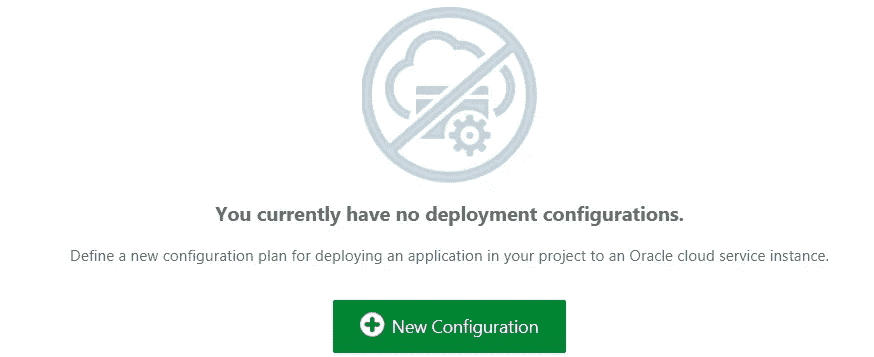 You currently have no deployment configurations.
Define a new configuration plan for deploying an application in your project to an Oracle cloud service instance.
New Configuration